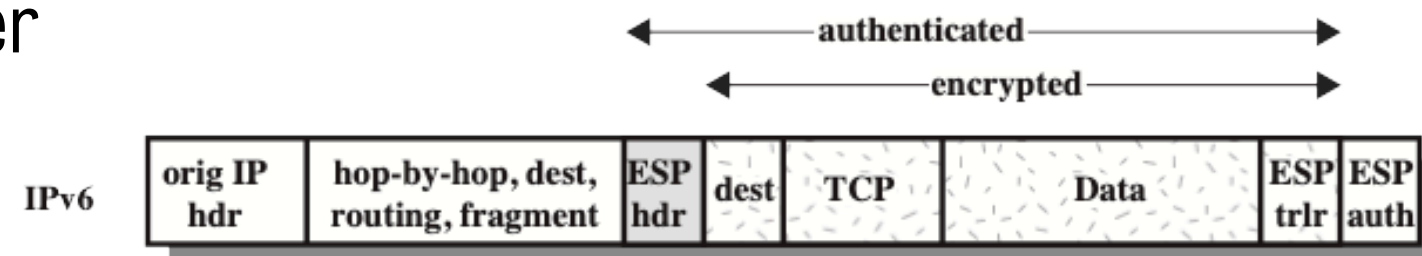 er
authenticated
encrypted
IPv6
orig IP
hdr
hop-by-hop, dest,
routing, fragment
ESP
hdr
dest
TCP
Data
ESP
trlr
ESP
auth